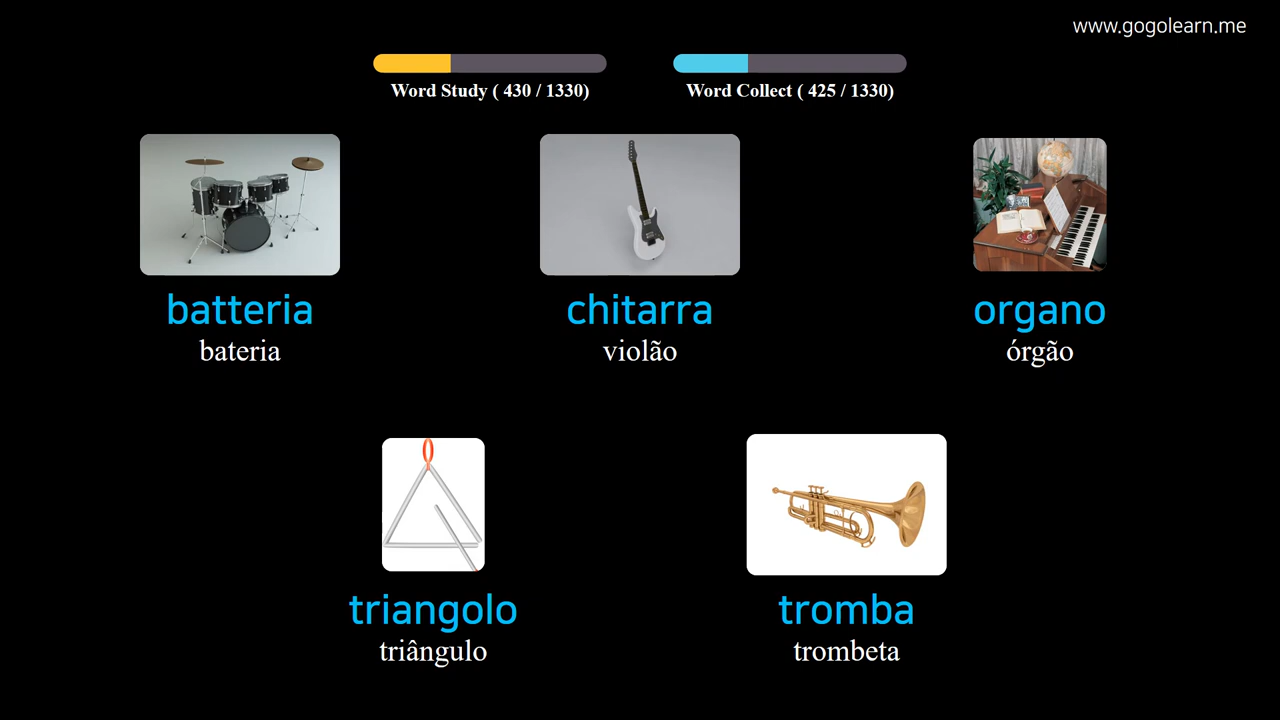 www.gogolearn.me
Word Study ( 430 / 1330)
Word Collect ( 425 / 1330)
batteria
bateria
chitarra
violão
organo
órgão
triangolo
triângulo
tromba
trombeta